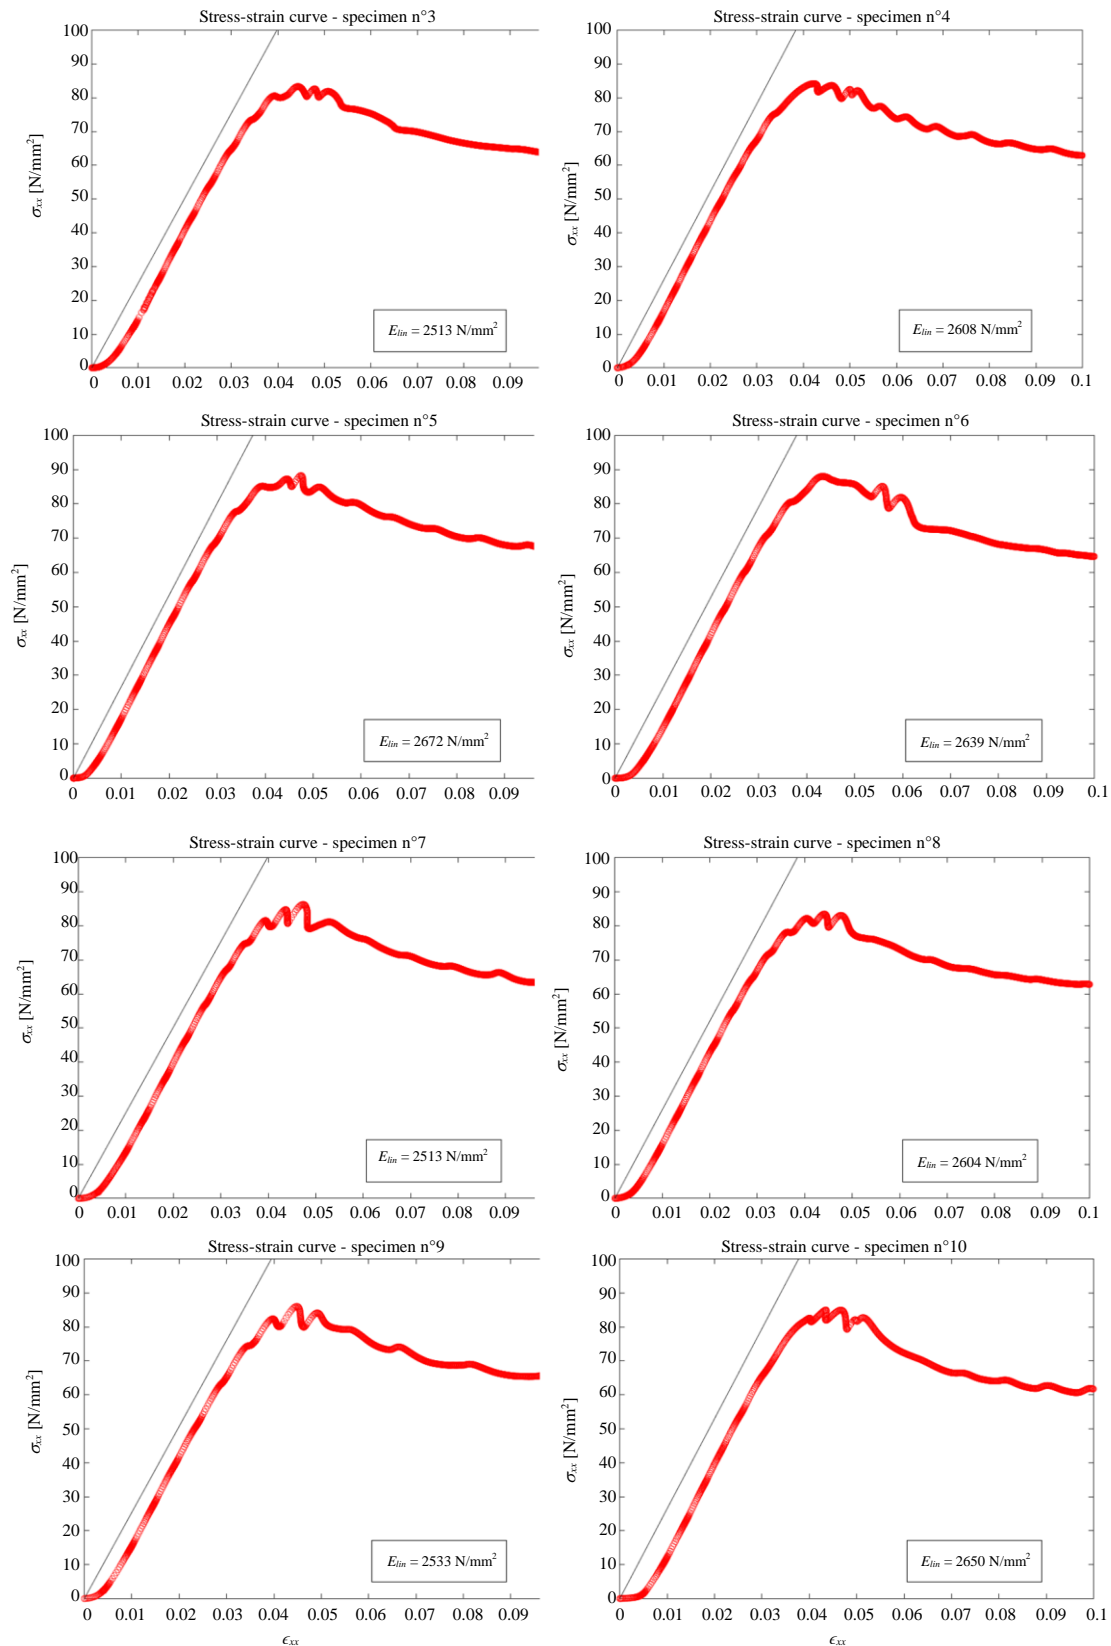 Stress-strain curve - specimen n°3
100
90
80
70
60
50
40
30
20
10
0
σxx [N/mm²]
Elin = 2513 N/mm²
0 0.01 0.02 0.03 0.04 0.05 0.06 0.07 0.08 0.09
Stress-strain curve - specimen n°4
100
90
80
70
60
50
40
30
20
10
0
σxx [N/mm²]
Elin = 2608 N/mm²
0 0.01 0.02 0.03 0.04 0.05 0.06 0.07 0.08 0.09 0.1
Stress-strain curve - specimen n°5
100
90
80
70
60
50
40
30
20
10
0
σxx [N/mm²]
Elin = 2672 N/mm²
0 0.01 0.02 0.03 0.04 0.05 0.06 0.07 0.08 0.09
Stress-strain curve - specimen n°6
100
90
80
70
60
50
40
30
20
10
0
σxx [N/mm²]
Elin = 2639 N/mm²
0 0.01 0.02 0.03 0.04 0.05 0.06 0.07 0.08 0.09 0.1
Stress-strain curve - specimen n°7
100
90
80
70
60
50
40
30
20
10
0
σxx [N/mm²]
Elin = 2513 N/mm²
0 0.01 0.02 0.03 0.04 0.05 0.06 0.07 0.08 0.09
Stress-strain curve - specimen n°8
100
90
80
70
60
50
40
30
20
10
0
σxx [N/mm²]
Elin = 2604 N/mm²
0 0.01 0.02 0.03 0.04 0.05 0.06 0.07 0.08 0.09 0.1
Stress-strain curve - specimen n°9
100
90
80
70
60
50
40
30
20
10
0
σxx [N/mm²]
Elin = 2533 N/mm²
0 0.01 0.02 0.03 0.04 0.05 0.06 0.07 0.08 0.09
ϵxx
Stress-strain curve - specimen n°10
100
90
80
70
60
50
40
30
20
10
0
σxx [N/mm²]
Elin = 2650 N/mm²
0 0.01 0.02 0.03 0.04 0.05 0.06 0.07 0.08 0.09 0.1
ϵxx